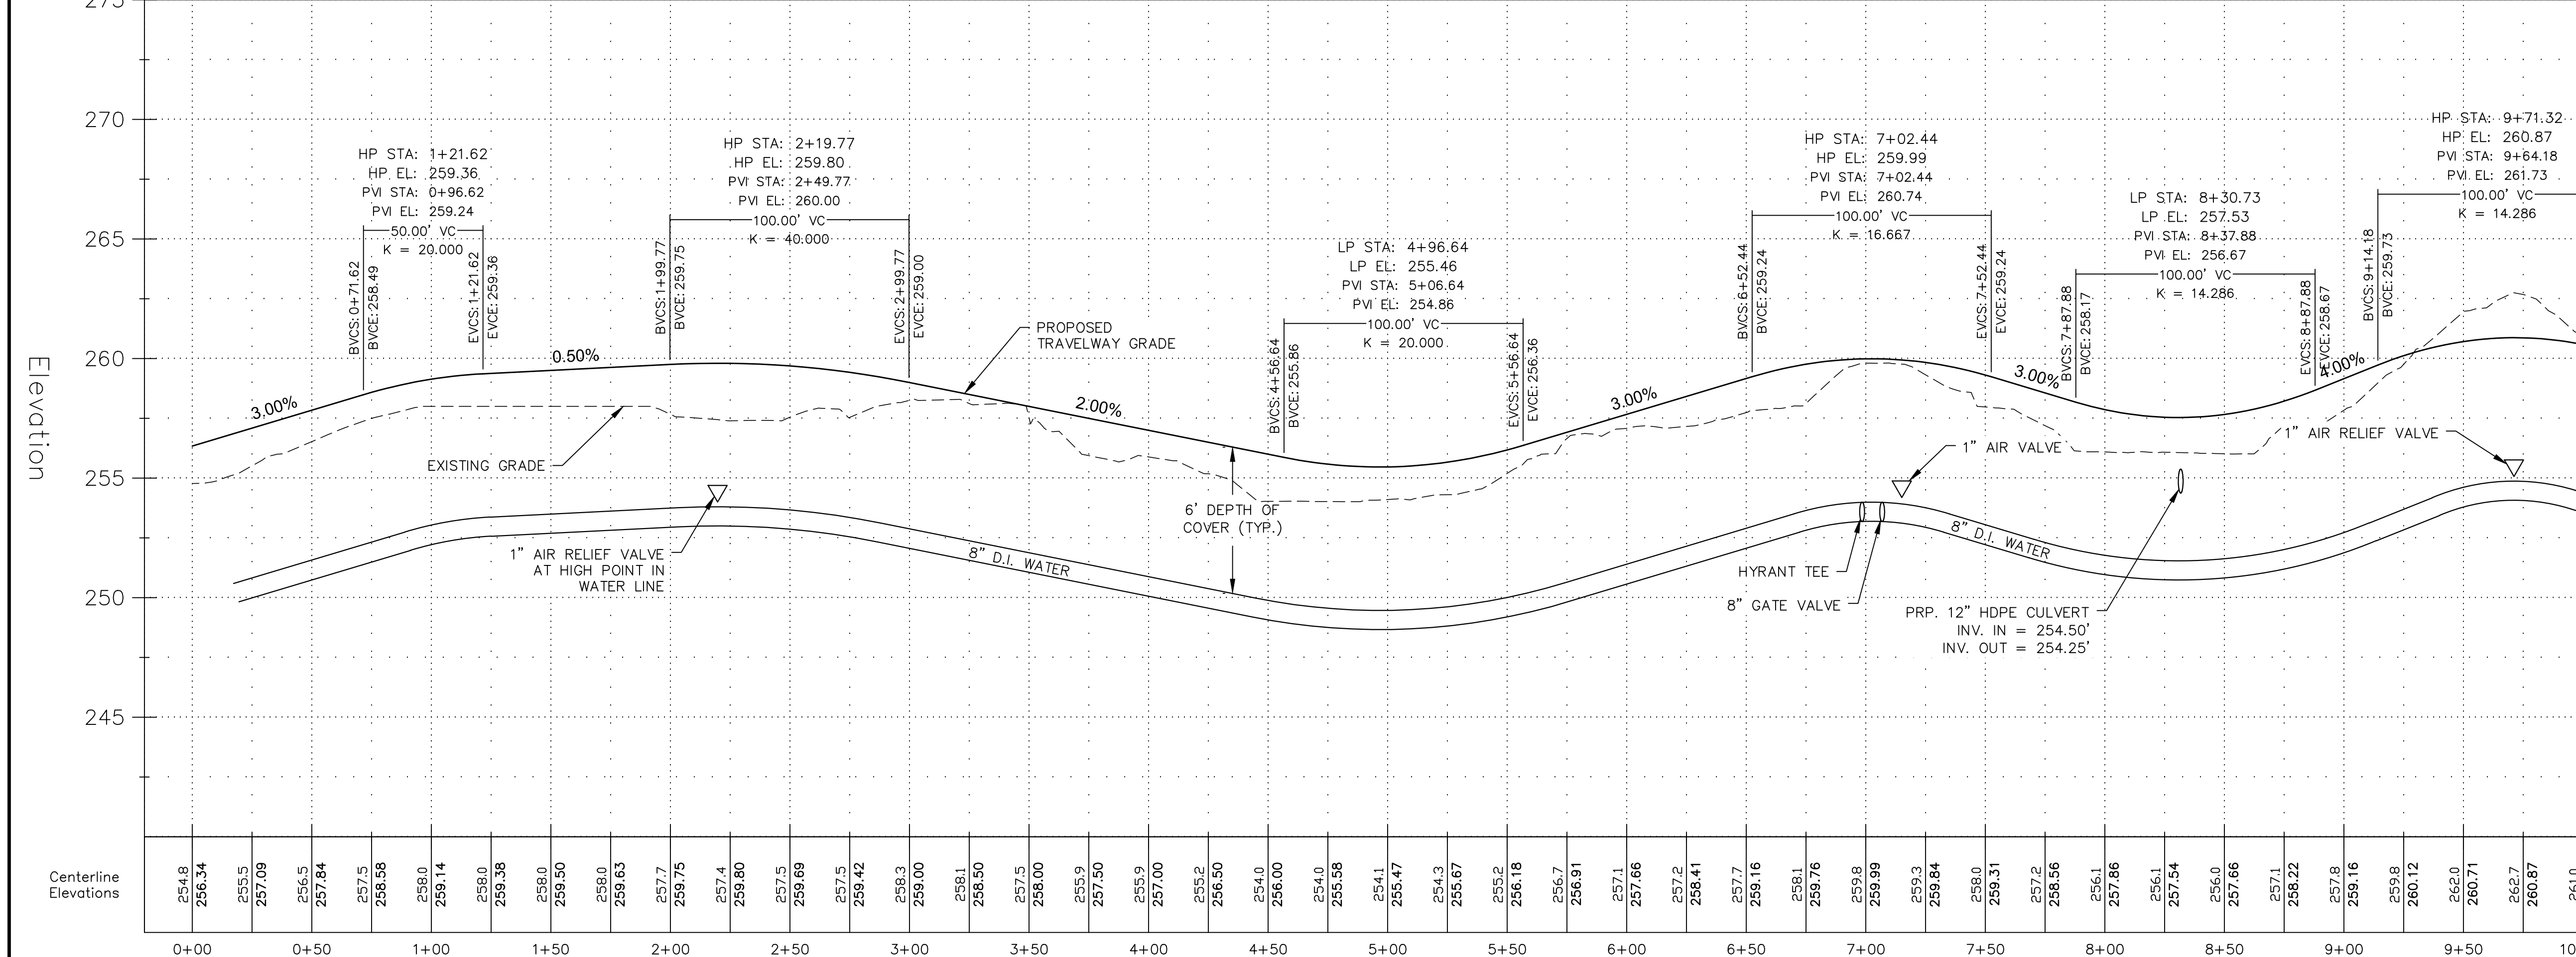 275
270
265
260
255
250
245
Elevation
HP STA: 1+21.62
HP EL: 259.36
PVI STA: 0+96.62
PVI EL: 259.24
50.00' VC
K = 20.000
BVCS: 0+71.62
BVCE: 258.49
EVCS: 1+21.62
EVCE: 259.36
HP STA: 2+19.77
HP EL: 259.80
PVI STA: 2+49.77
PVI EL: 260.00
100.00' VC
K = 40.000
BVCS: 1+99.77
BVCE: 259.75
EVCS: 2+99.77
EVCE: 259.00
LP STA: 4+96.64
LP EL: 255.46
PVI STA: 5+06.64
PVI EL: 254.86
100.00' VC
K = 20.000
BVCS: 4+56.64
BVCE: 255.86
EVCS: 5+56.64
EVCE: 256.36
HP STA: 7+02.44
HP EL: 259.99
PVI STA: 7+02.44
PVI EL: 260.74
100.00' VC
K = 16.667
BVCS: 6+52.44
BVCE: 259.24
EVCS: 7+52.44
EVCE: 259.24
LP STA: 8+30.73
LP EL: 257.53
PVI STA: 8+37.88
PVI EL: 256.67
100.00' VC
K = 14.286
BVCS: 7+87.88
BVCE: 258.17
EVCS: 8+87.88
EVCE: 258.67
HP STA: 9+71.32
HP EL: 260.87
PVI STA: 9+64.18
PVI EL: 261.73
100.00' VC
K = 14.286
BVCS: 9+14.18
BVCE: 259.73
3.00%
0.50%
2.00%
3.00%
3.00%
4.00%
PROPOSED
TRAVELWAY GRADE
EXISTING GRADE
1" AIR RELIEF VALVE
AT HIGH POINT IN
WATER LINE
8" D.I. WATER
6' DEPTH OF
COVER (TYP.)
1" AIR VALVE
1" AIR RELIEF VALVE
8" D.I. WATER
HYRANT TEE
8" GATE VALVE
PRP. 12" HDPE CULVERT
INV. IN = 254.50'
INV. OUT = 254.25'
Centerline
Elevations
254.8 256.34
255.5 257.09
256.5 257.84
257.5 258.58
258.0 259.14
258.0 259.38
258.0 259.50
258.0 259.63
257.7 259.75
257.4 259.80
257.5 259.69
257.5 259.42
258.3 259.00
258.1 258.50
257.5 258.00
255.9 257.50
255.9 257.00
255.2 256.50
254.0 256.00
254.0 255.58
254.1 255.47
254.3 255.67
255.2 256.18
256.7 256.91
257.1 257.66
257.2 258.41
257.7 259.16
258.1 259.76
259.8 259.99
259.3 259.84
258.0 259.31
257.2 258.56
256.1 257.86
256.1 257.54
256.0 257.66
257.1 258.22
257.8 259.16
259.8 260.12
262.0 260.71
262.7 260.87
261.0
0+00 0+50 1+00 1+50 2+00 2+50 3+00 3+50 4+00 4+50 5+00 5+50 6+00 6+50 7+00 7+50 8+00 8+50 9+00 9+50 10